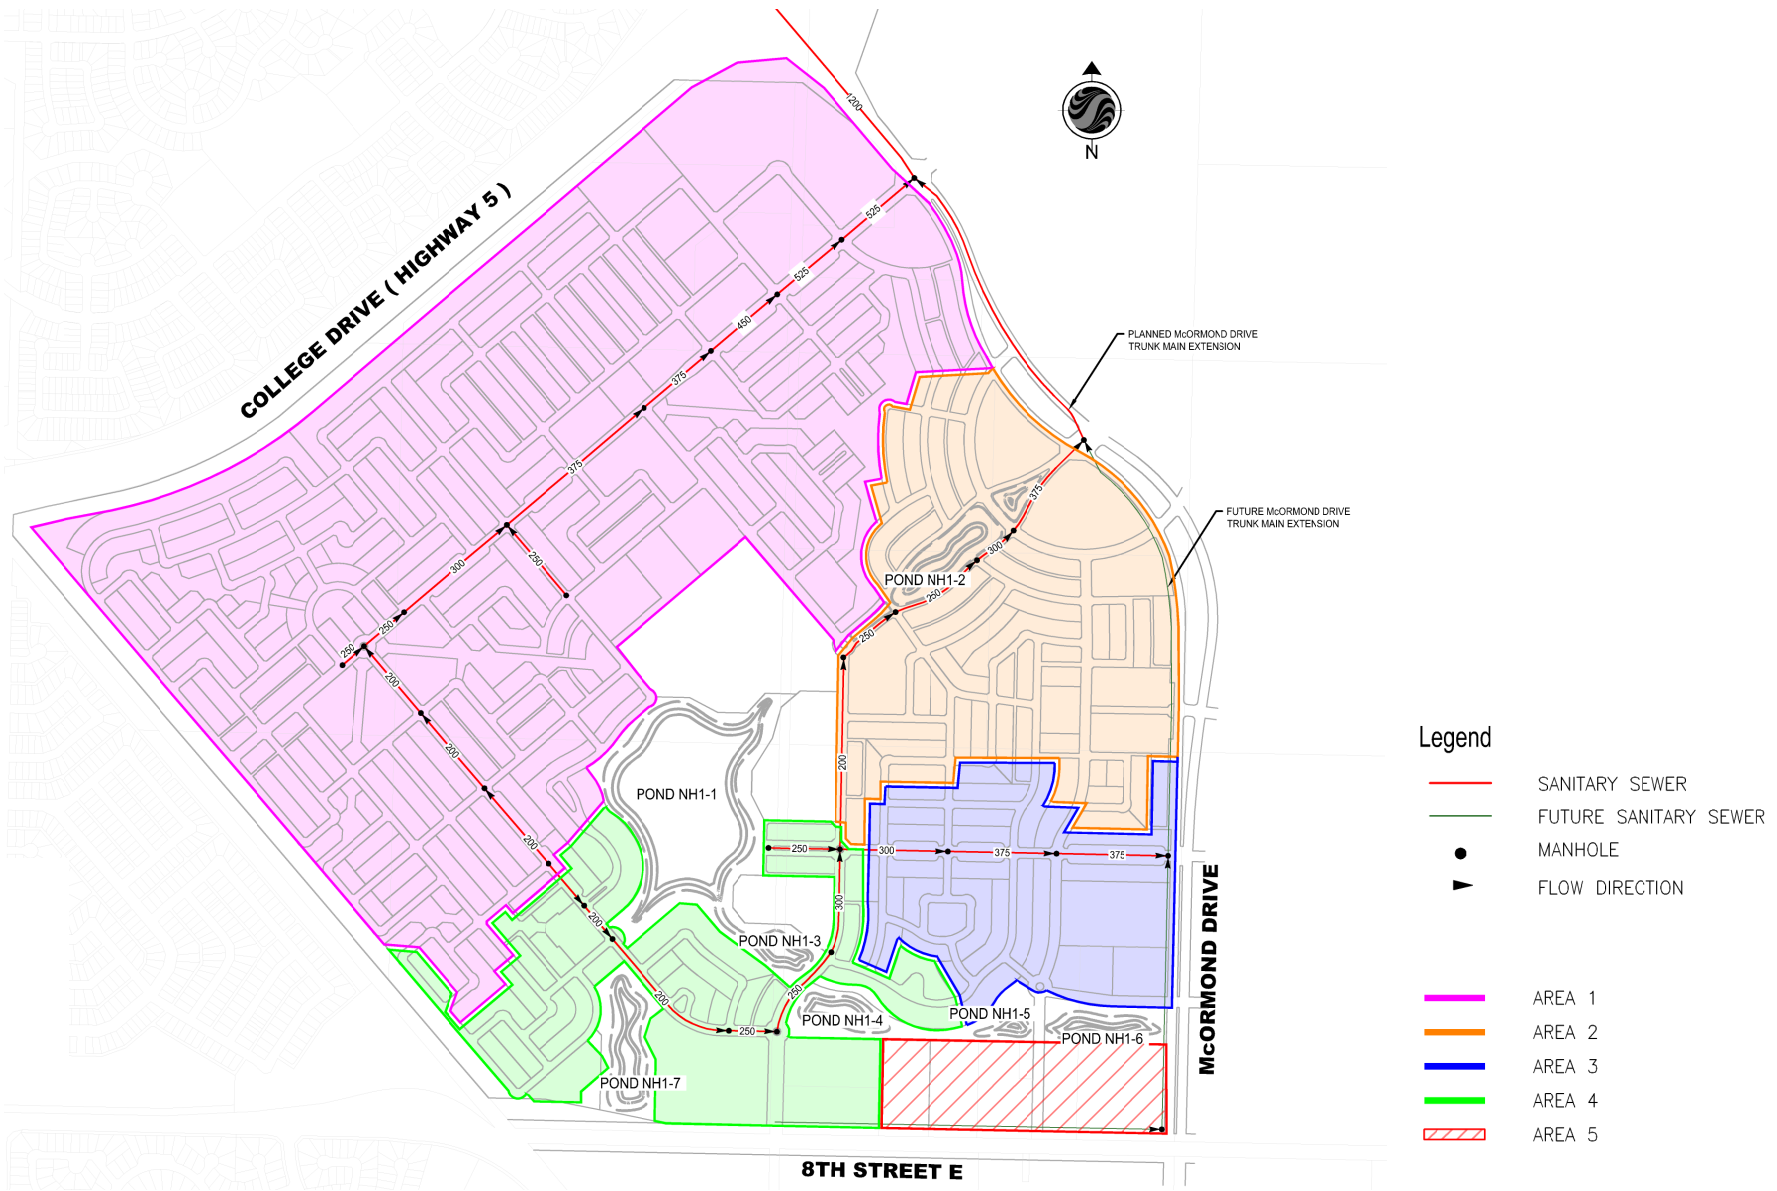 1200
N
COLLEGE DRIVE ( HIGHWAY 5 )
525
525
450
375
375
300
250
250
250
200
200
200
200
200
250
250
300
250
300
375
375
200
250
250
300
375
PLANNED McORMOND DRIVE
TRUNK MAIN EXTENSION
FUTURE McORMOND DRIVE
TRUNK MAIN EXTENSION
POND NH1-2
POND NH1-1
POND NH1-3
POND NH1-4
POND NH1-5
POND NH1-6
POND NH1-7
McORMOND DRIVE
8TH STREET E
Legend
SANITARY SEWER
FUTURE SANITARY SEWER
MANHOLE
FLOW DIRECTION
AREA 1
AREA 2
AREA 3
AREA 4
AREA 5